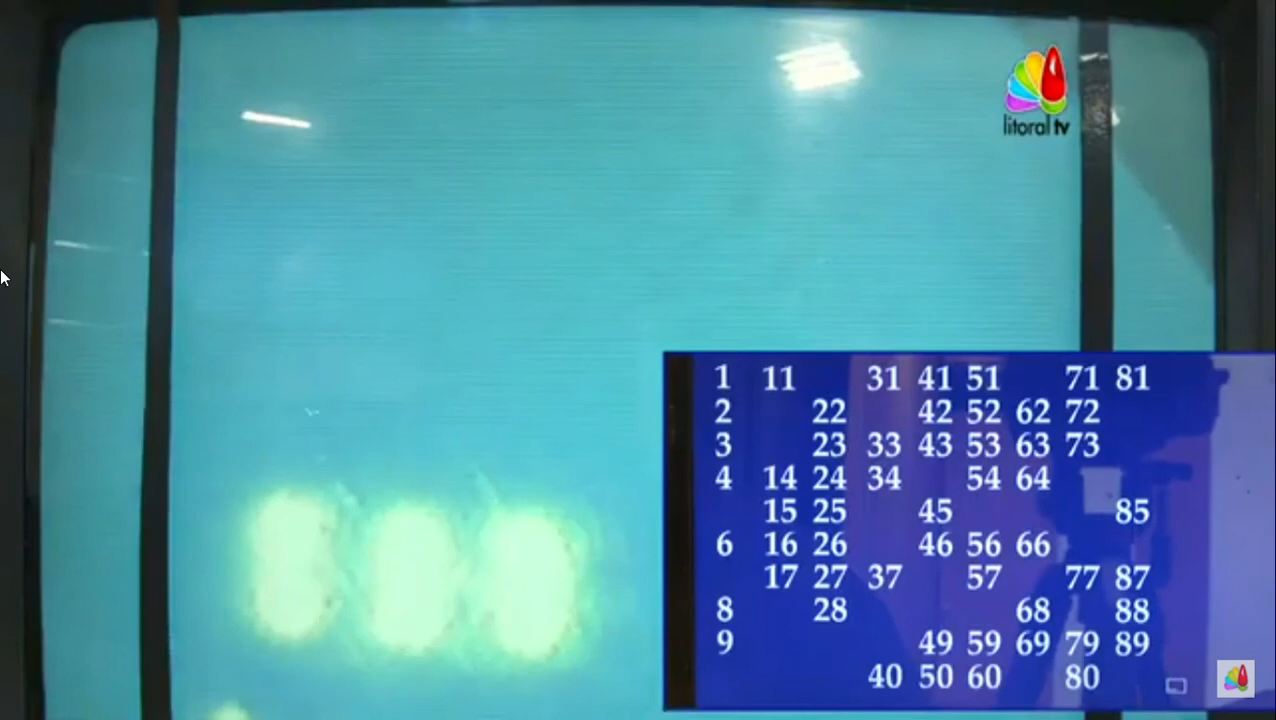 litoral tv
1 11 31 41 51 71 81
2 22 42 52 62 72
3 23 33 43 53 63 73
4 14 24 34 54 64
15 25 45 85
6 16 26 46 56 66
17 27 37 57 77 87
8 28 68 88
9 49 59 69 79 89
40 50 60 80